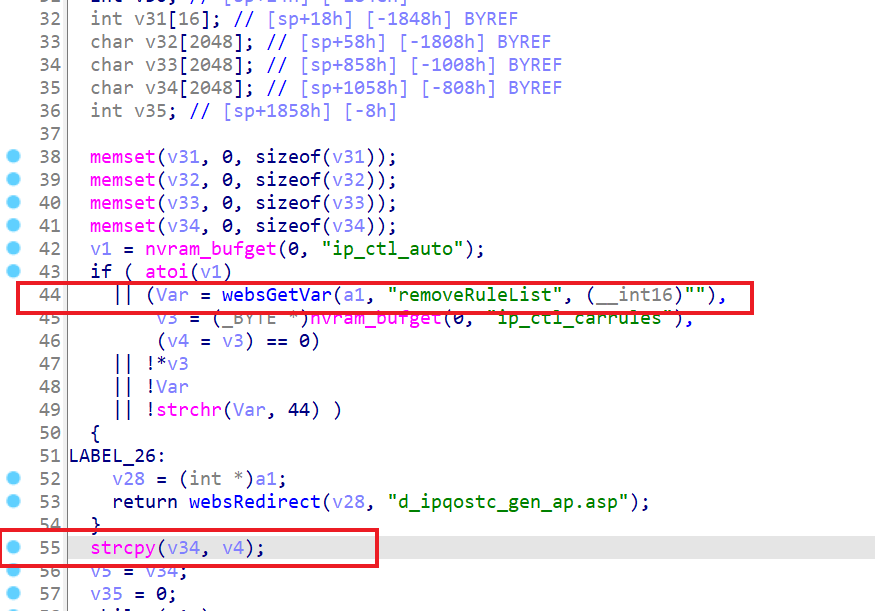 32 int v31[16]; // [sp+18h] [-1848h] BYREF
33 char v32[2048]; // [sp+58h] [-1808h] BYREF
34 char v33[2048]; // [sp+858h] [-1008h] BYREF
35 char v34[2048]; // [sp+1058h] [-808h] BYREF
36 int v35; // [sp+1858h] [-8h]
37
38 memset(v31, 0, sizeof(v31));
39 memset(v32, 0, sizeof(v32));
40 memset(v33, 0, sizeof(v33));
41 memset(v34, 0, sizeof(v34));
42 v1 = nvram_bufget(0, "ip_ctl_auto");
43 if ( atoi(v1)
44 || (Var = websGetVar(a1, "removeRuleList", (__int16)""),
45 v3 = (_BYTE *)nvram_bufget(0, "ip_ctl_carrules"),
46 (v4 = v3) == 0)
47 || !*v3
48 || !Var
49 || !strchr(Var, 44) )
50 {
51 LABEL_26:
52 v28 = (int *)a1;
53 return websRedirect(v28, "d_ipqostc_gen_ap.asp");
54 }
55 strcpy(v34, v4);
56 v5 = v34;
57 v35 = 0;